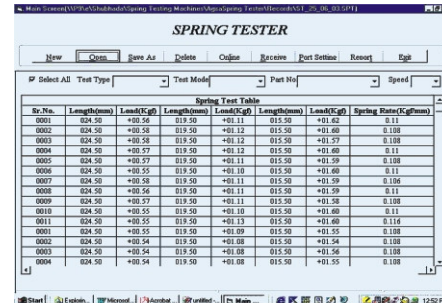 SPRING TESTER
New Open Save As Delete Online Receive Port Setting Report Exit
Select All Test Type Test Mode Part No Speed
Spring Test Table
Sr.No. Length(mm) Load(Kgf) Length(mm) Load(Kgf) Length(mm) Load(Kgf) Spring Rate(Kgf/mm)
0001 024.50 +00.56 019.50 +01.11 015.50 +01.62 0.11
0002 024.50 +00.58 019.50 +01.12 015.50 +01.60 0.108
0003 024.50 +00.58 019.50 +01.12 015.50 +01.57 0.108
0004 024.50 +00.57 019.50 +01.12 015.50 +01.60 0.11
0005 024.50 +00.57 019.50 +01.11 015.50 +01.59 0.108
0006 024.50 +00.55 019.50 +01.10 015.50 +01.60 0.11
0007 024.50 +00.58 019.50 +01.11 015.50 +01.59 0.106
0008 024.50 +00.56 019.50 +01.11 015.50 +01.59 0.11
0009 024.50 +00.57 019.50 +01.11 015.50 +01.58 0.108
0010 024.50 +00.55 019.50 +01.10 015.50 +01.60 0.11
0011 024.50 +00.55 019.50 +01.13 015.50 +01.60 0.116
0001 024.50 +00.55 019.50 +01.09 015.50 +01.55 0.108
0002 024.50 +00.54 019.50 +01.08 015.50 +01.54 0.108
0003 024.50 +00.54 019.50 +01.08 015.50 +01.56 0.108
0004 024.50 +00.54 019.50 +01.08 015.50 +01.55 0.108
Start Main ...